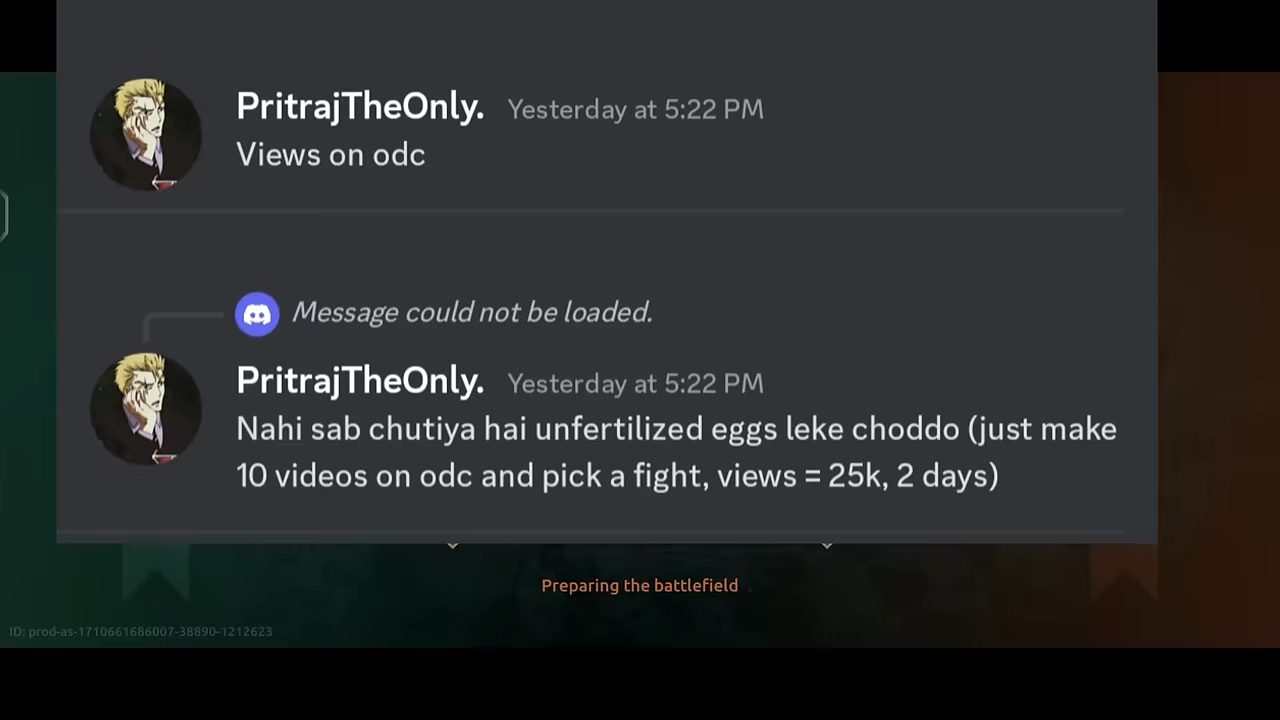 PritrajTheOnly. Yesterday at 5:22 PM
Views on odc
Message could not be loaded.
PritrajTheOnly. Yesterday at 5:22 PM
Nahi sab chutiya hai unfertilized eggs leke choddo (just make
10 videos on odc and pick a fight, views = 25k, 2 days)
Preparing the battlefield
ID: prod-as-1710661686007-38890-1212623